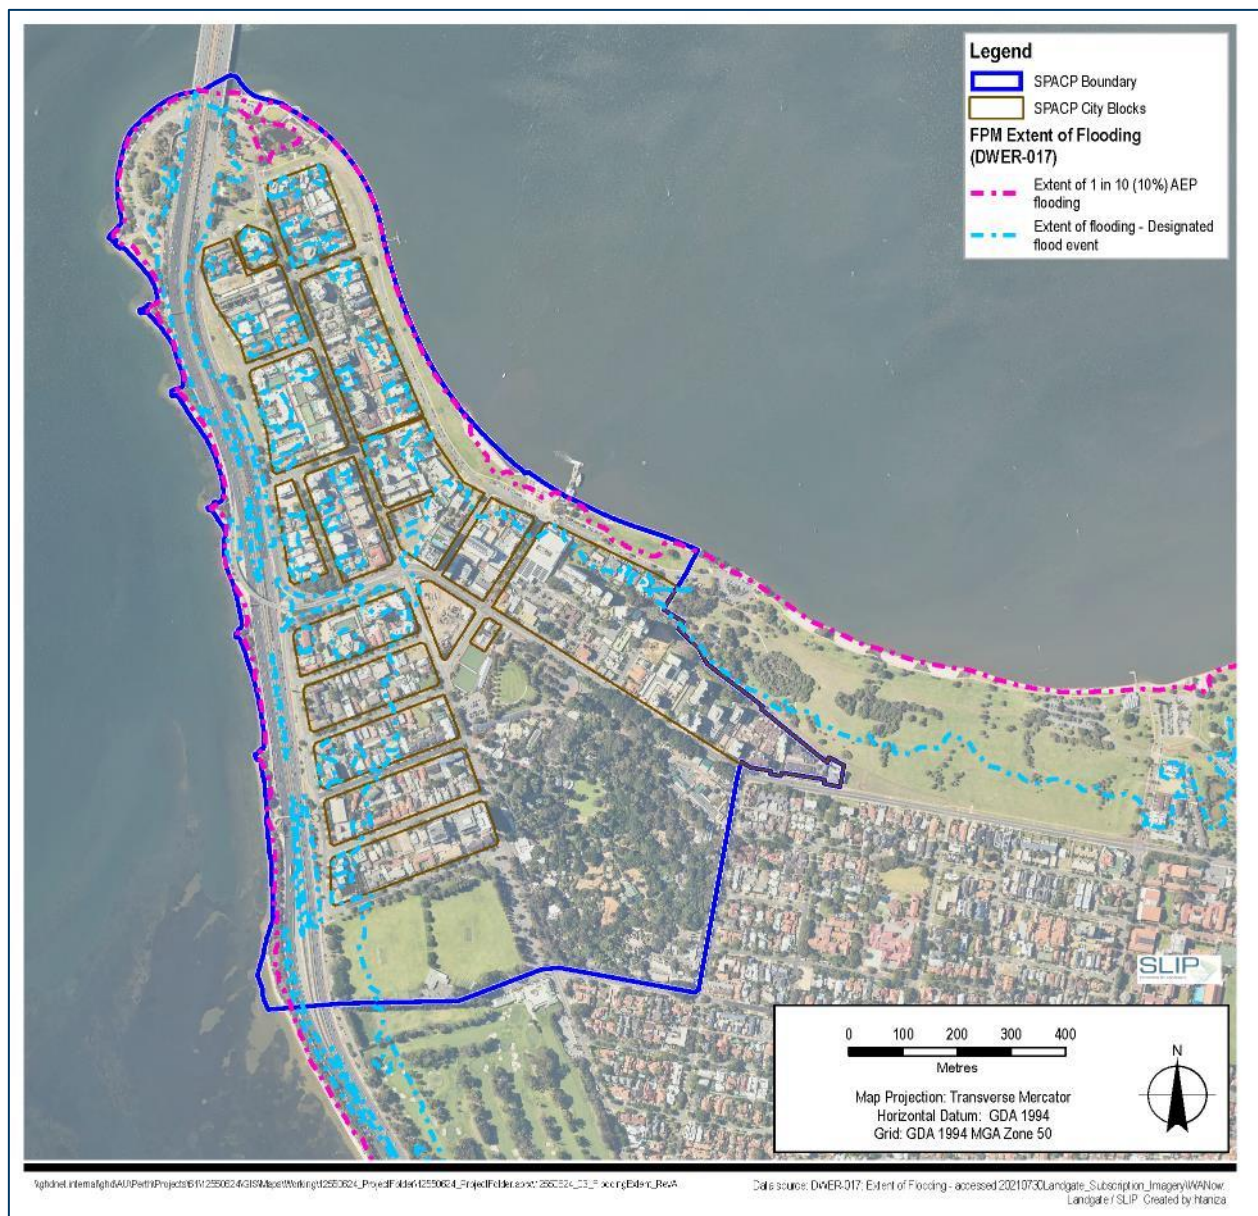 Legend
SPACP Boundary
SPACP City Blocks
FPM Extent of Flooding
(DWER-017)
Extent of 1 in 10 (10%) AEP
flooding
Extent of flooding - Designated
flood event
SLIP
0 100 200 300 400
Metres
N
Map Projection: Transverse Mercator
Horizontal Datum: GDA 1994
Grid: GDA 1994 MGA Zone 50
Data source: DWER-017; Extent of Flooding - accessed 20210730Landgate_Subscription_Imagery\WANow:
Landgate / SLIP Created by:htaniza